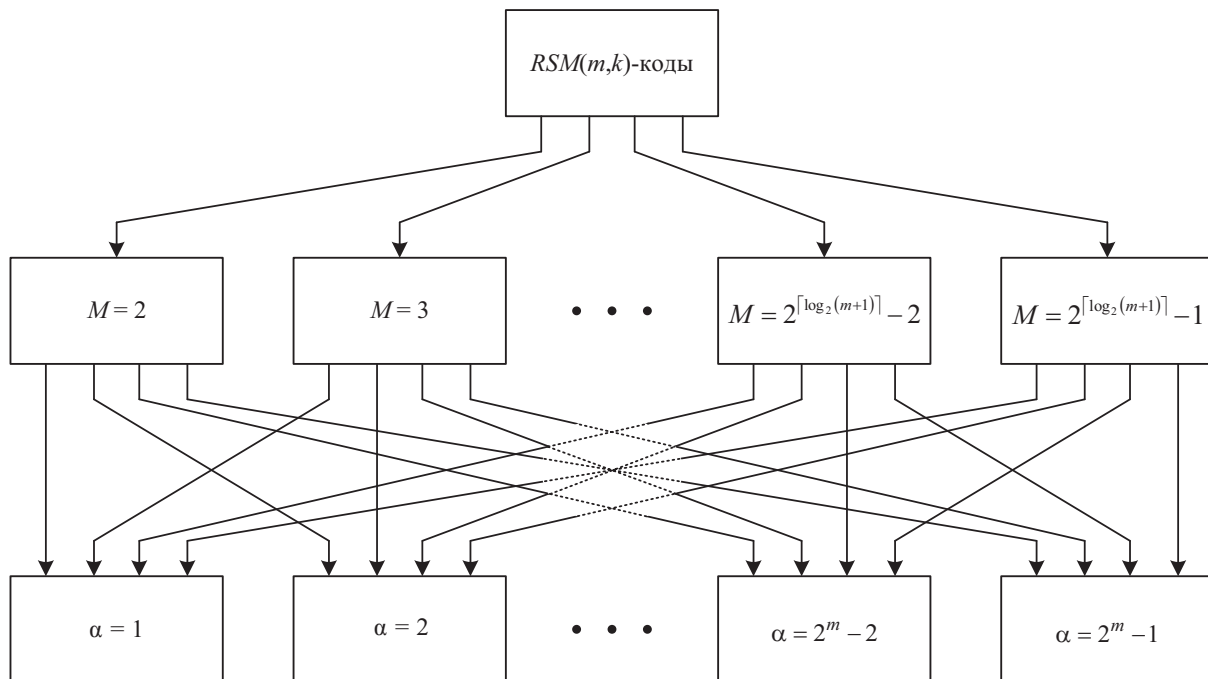 RSM(m,k)-коды
M = 2
M = 3
• • •
M = 2^⌈log₂(m+1)⌉ − 2
M = 2^⌈log₂(m+1)⌉ − 1
α = 1
α = 2
• • •
α = 2^m − 2
α = 2^m − 1